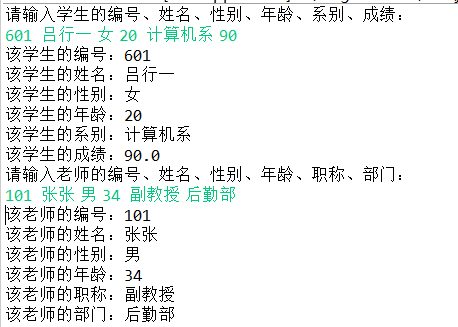 请输入学生的编号、姓名、性别、年龄、系别、成绩:
601 吕行一 女 20 计算机系 90
该学生的编号：601
该学生的姓名：吕行一
该学生的性别：女
该学生的年龄：20
该学生的系别：计算机系
该学生的成绩：90.0
请输入老师的编号、姓名、性别、年龄、职称、部门：
101 张张 男 34 副教授 后勤部
该老师的编号：101
该老师的姓名：张张
该老师的性别：男
该老师的年龄：34
该老师的职称：副教授
该老师的部门：后勤部